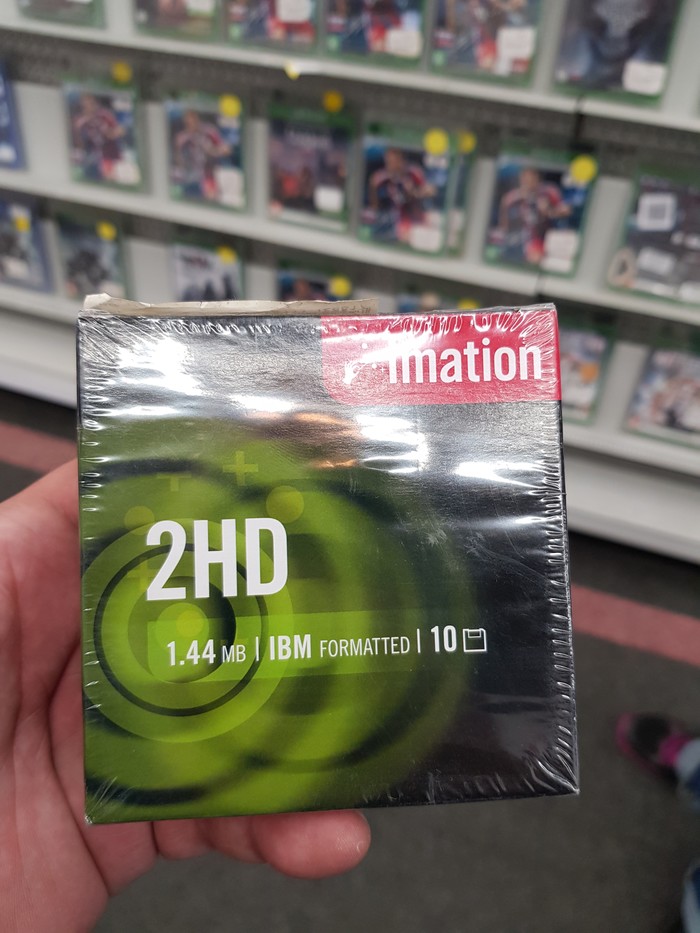 imation
2HD
1.44 MB | IBM FORMATTED | 10